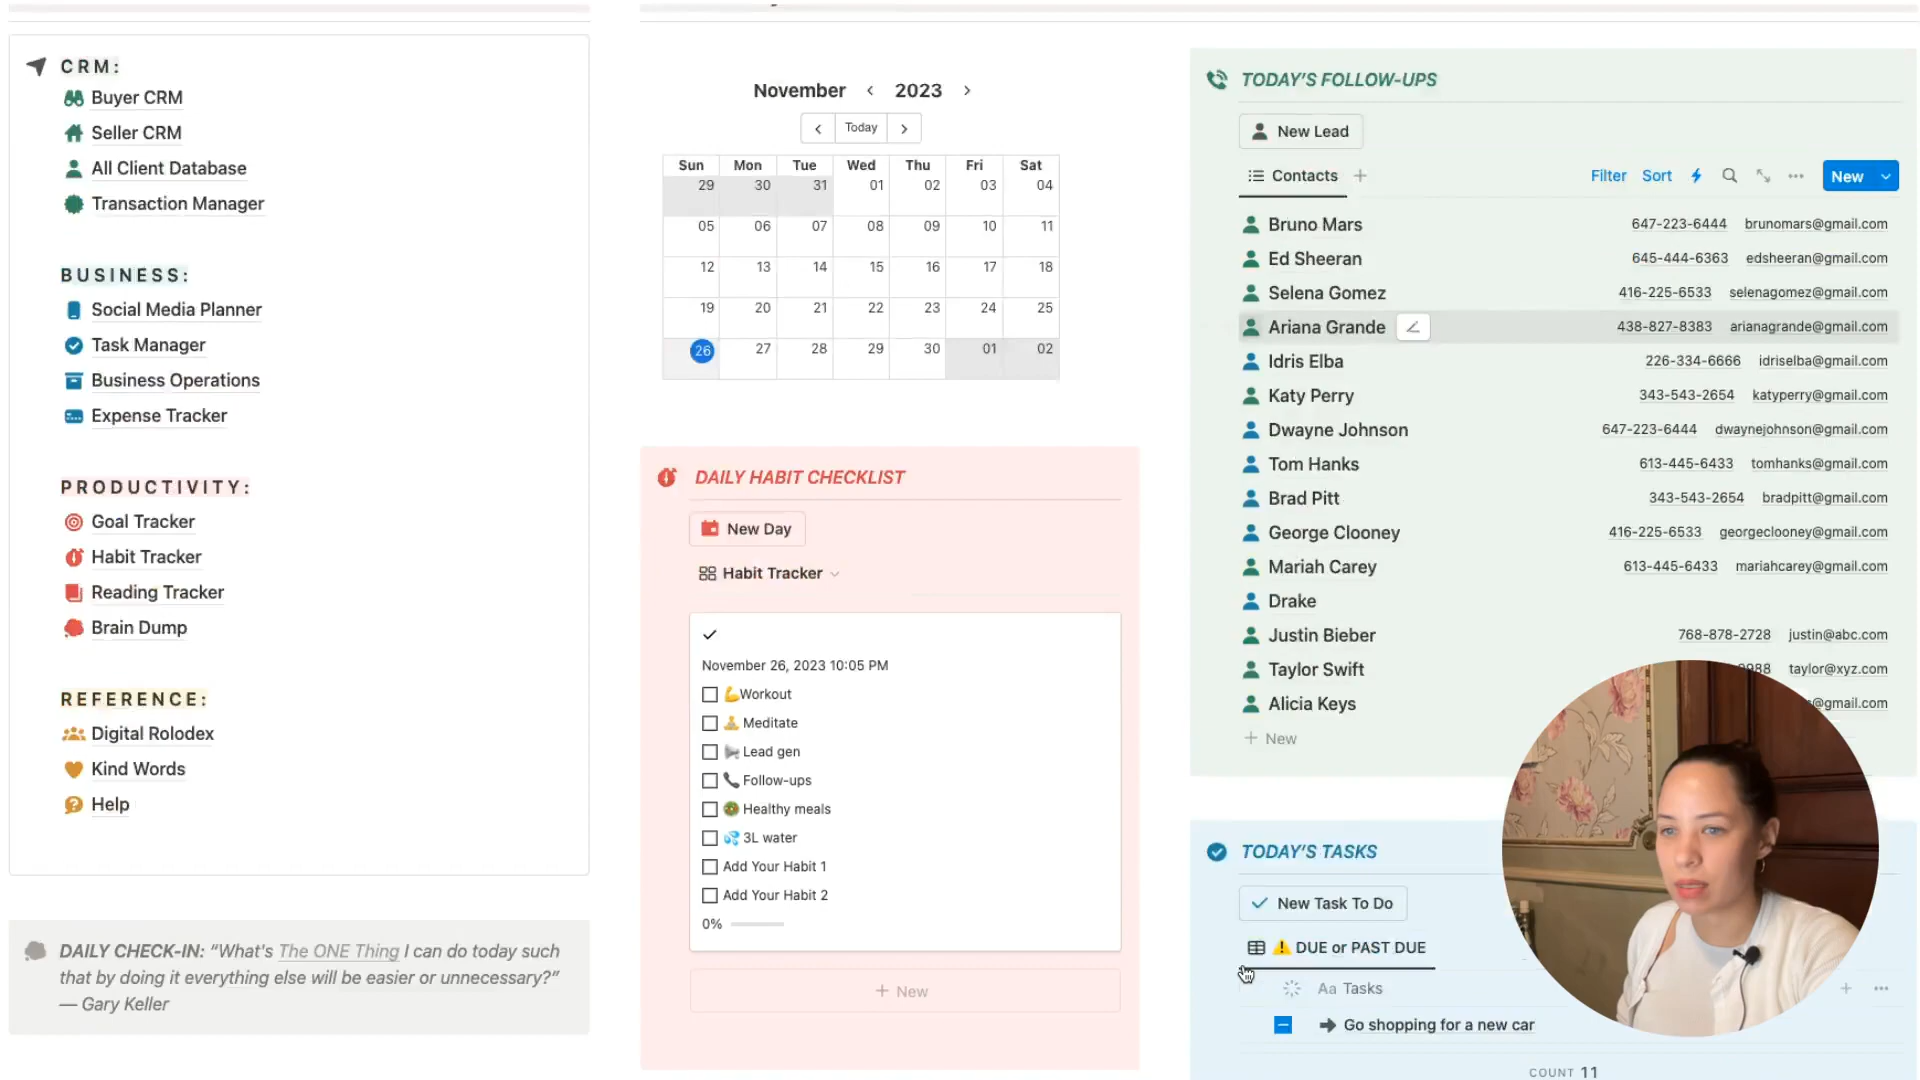 CRM:
Buyer CRM
Seller CRM
All Client Database
Transaction Manager
BUSINESS:
Social Media Planner
Task Manager
Business Operations
Expense Tracker
PRODUCTIVITY:
Goal Tracker
Habit Tracker
Reading Tracker
Brain Dump
REFERENCE:
Digital Rolodex
Kind Words
Help
DAILY CHECK-IN: “What's The ONE Thing I can do today such
that by doing it everything else will be easier or unnecessary?”
— Gary Keller
November 2023
Today
Sun Mon Tue Wed Thu Fri Sat
29 30 31 01 02 03 04
05 06 07 08 09 10 11
12 13 14 15 16 17 18
19 20 21 22 23 24 25
26 27 28 29 30 01 02
DAILY HABIT CHECKLIST
New Day
Habit Tracker
November 26, 2023 10:05 PM
Workout
Meditate
Lead gen
Follow-ups
Healthy meals
3L water
Add Your Habit 1
Add Your Habit 2
0%
+ New
TODAY'S FOLLOW-UPS
New Lead
Contacts + Filter Sort New
Bruno Mars 647-223-6444 brunomars@gmail.com
Ed Sheeran 645-444-6363 edsheeran@gmail.com
Selena Gomez 416-225-6533 selenagomez@gmail.com
Ariana Grande 438-827-8383 arianagrande@gmail.com
Idris Elba 226-334-6666 idriselba@gmail.com
Katy Perry 343-543-2654 katyperry@gmail.com
Dwayne Johnson 647-223-6444 dwaynejohnson@gmail.com
Tom Hanks 613-445-6433 tomhanks@gmail.com
Brad Pitt 343-543-2654 bradpitt@gmail.com
George Clooney 416-225-6533 georgeclooney@gmail.com
Mariah Carey 613-445-6433 mariahcarey@gmail.com
Drake
Justin Bieber 768-878-2728 justin@abc.com
Taylor Swift taylor@xyz.com
Alicia Keys @gmail.com
+ New
TODAY'S TASKS
New Task To Do
DUE or PAST DUE
Aa Tasks
Go shopping for a new car
COUNT 11